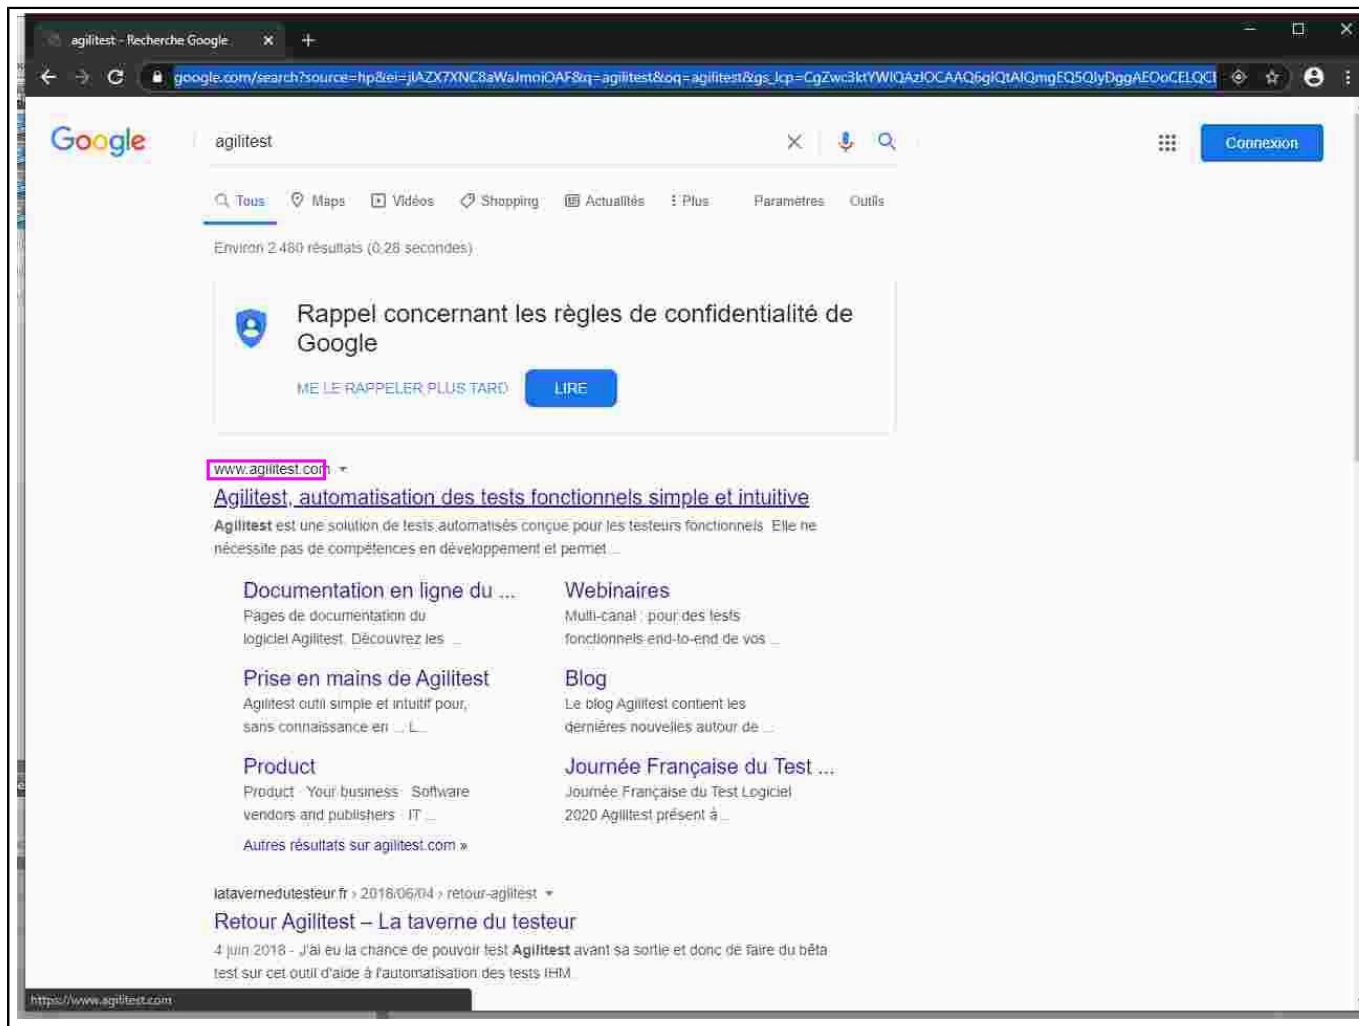 agilitest - Recherche Google
google.com/search?source=hp&ei=jIAZX7XNC8aWaJmoiOAF&q=agilitest&oq=agilitest&gs_lcp=
Google
agilitest
Connexion
Tous Maps Vidéos Shopping Actualités Plus Paramètres Outils
Environ 2 480 résultats (0,28 secondes)
Rappel concernant les règles de confidentialité de
Google
ME LE RAPPELER PLUS TARD LIRE
www.agilitest.com
Agilitest, automatisation des tests fonctionnels simple et intuitive
Agilitest est une solution de tests automatisés conçue pour les testeurs fonctionnels. Elle ne
nécessite pas de compétences en développement et permet ...
Documentation en ligne du ...
Pages de documentation du
logiciel Agilitest. Découvrez les ...
Webinaires
Multi-canal : pour des tests
fonctionnels end-to-end de vos ...
Prise en mains de Agilitest
Agilitest outil simple et intuitif pour,
sans connaissance en ... L...
Blog
Le blog Agilitest contient les
dernières nouvelles autour de ...
Product
Product · Your business · Software
vendors and publishers · IT ...
Journée Française du Test ...
Journée Française du Test Logiciel
2020 Agilitest présent à ...
Autres résultats sur agilitest.com »
latavernedutesteur.fr › 2018/06/04 › retour-agilitest
Retour Agilitest – La taverne du testeur
4 juin 2018 - J'ai eu la chance de pouvoir test Agilitest avant sa sortie et donc de faire du bêta
test sur cet outil d'aide à l'automatisation des tests IHM.
https://www.agilitest.com